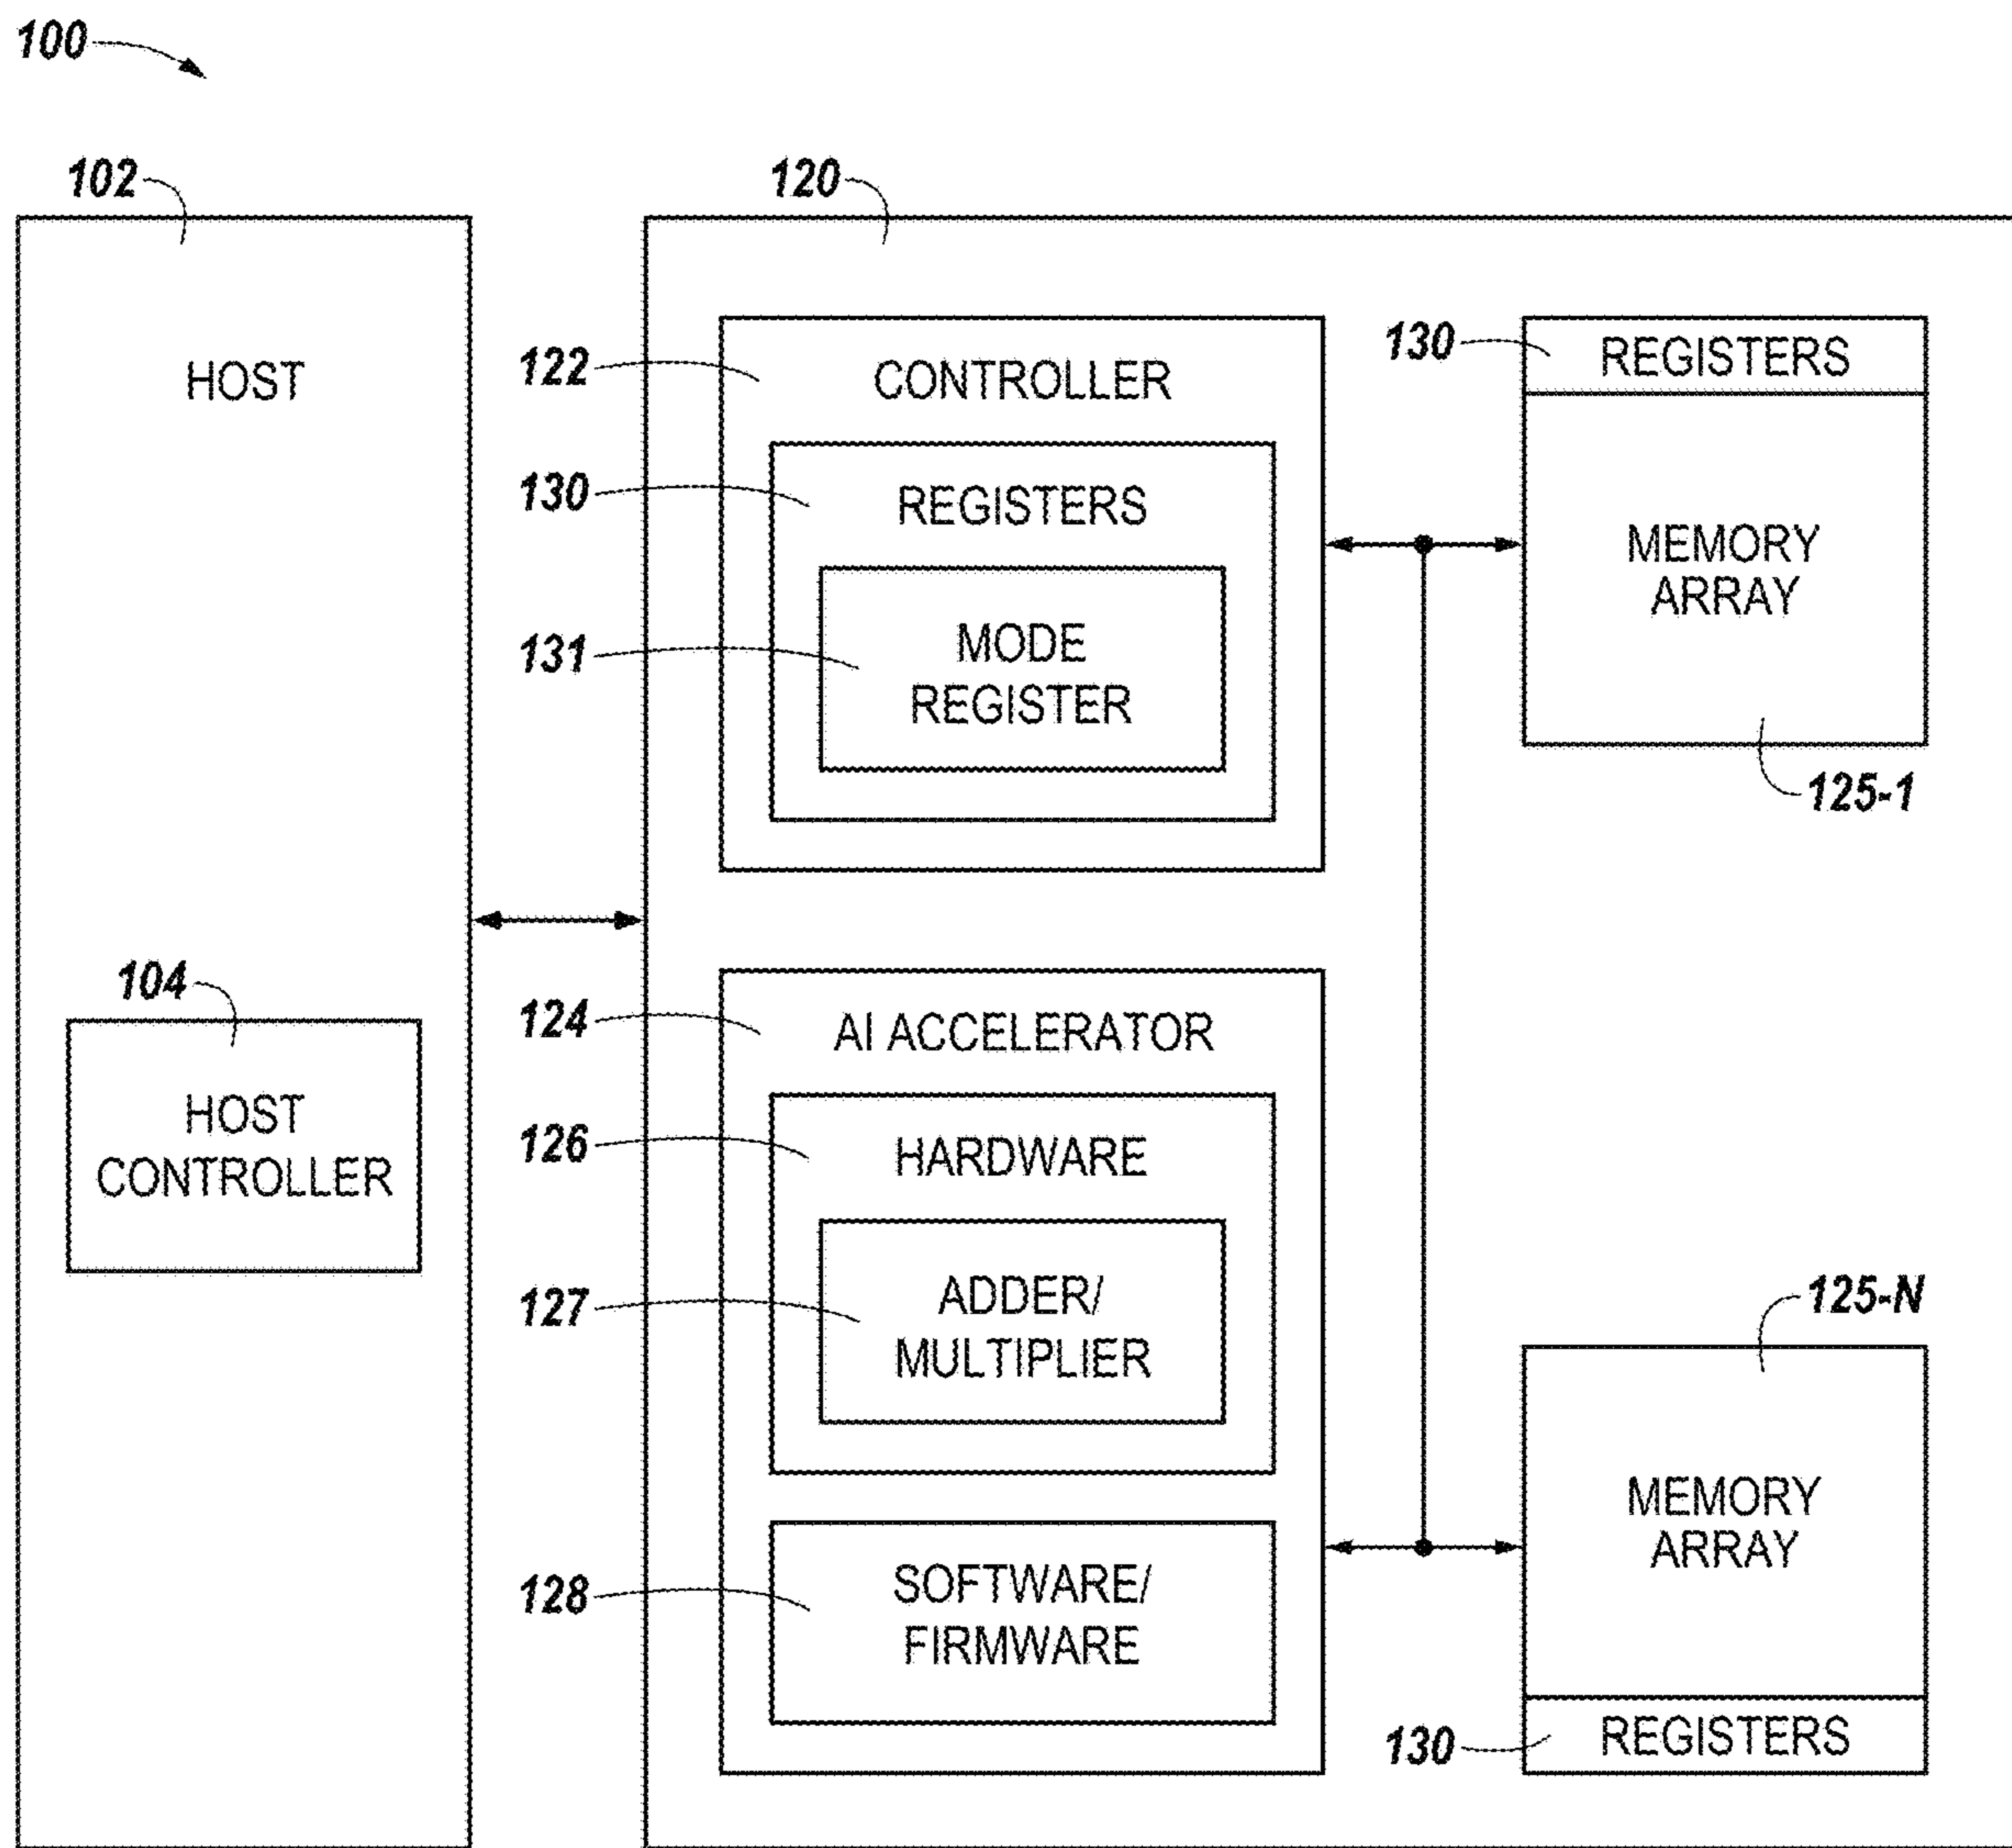 100
102
120
HOST
122
CONTROLLER
130
REGISTERS
130
REGISTERS
131
MODE
REGISTER
MEMORY
ARRAY
125-1
104
HOST
CONTROLLER
124
AI ACCELERATOR
126
HARDWARE
127
ADDER/
MULTIPLIER
128
SOFTWARE/
FIRMWARE
125-N
MEMORY
ARRAY
130
REGISTERS